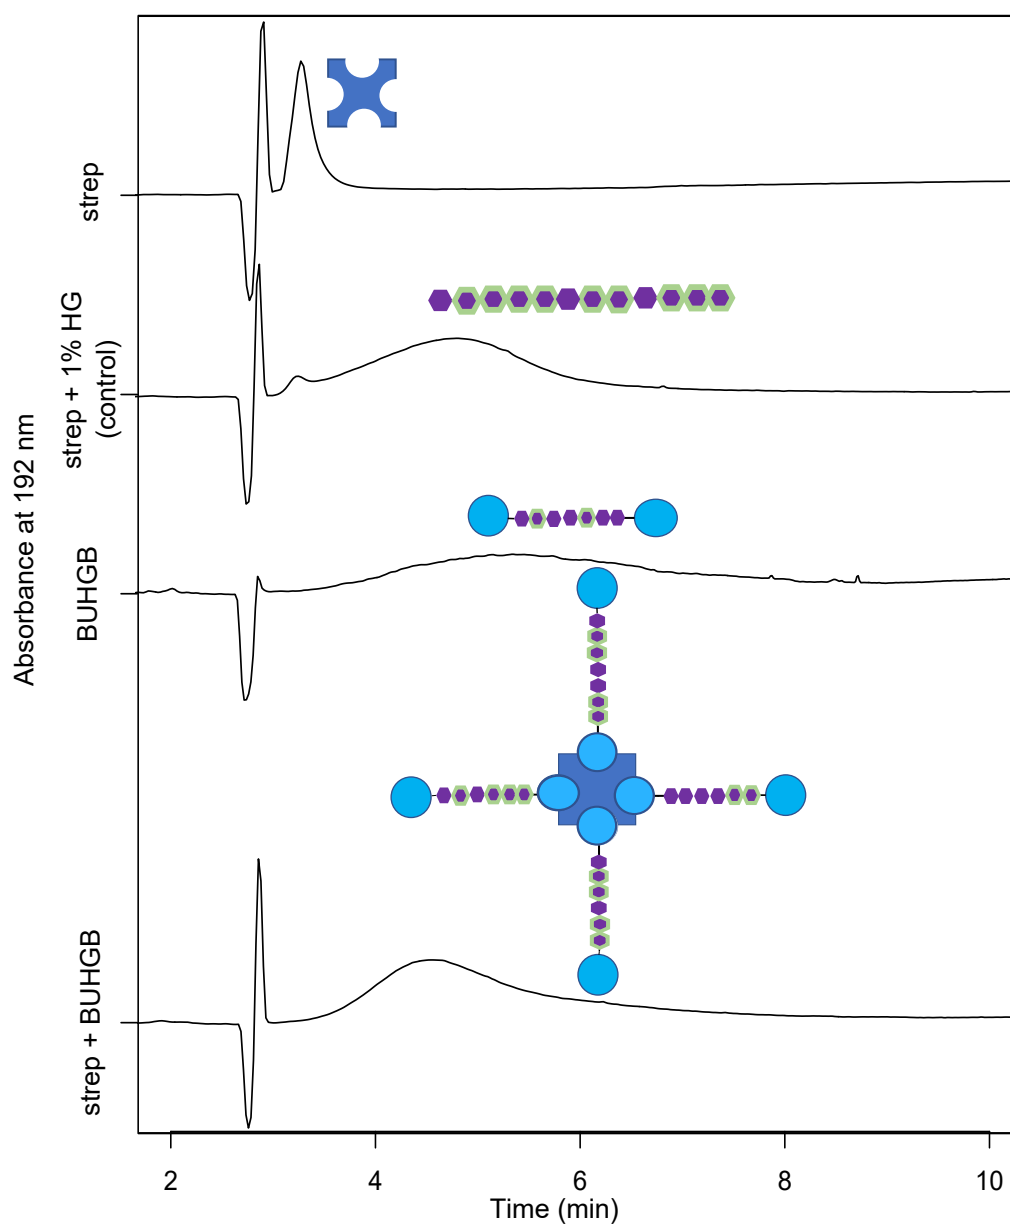 Absorbance at 192 nm
strep
strep + 1% HG
(control)
BUHGB
strep + BUHGB
2 4 6 8 10
Time (min)